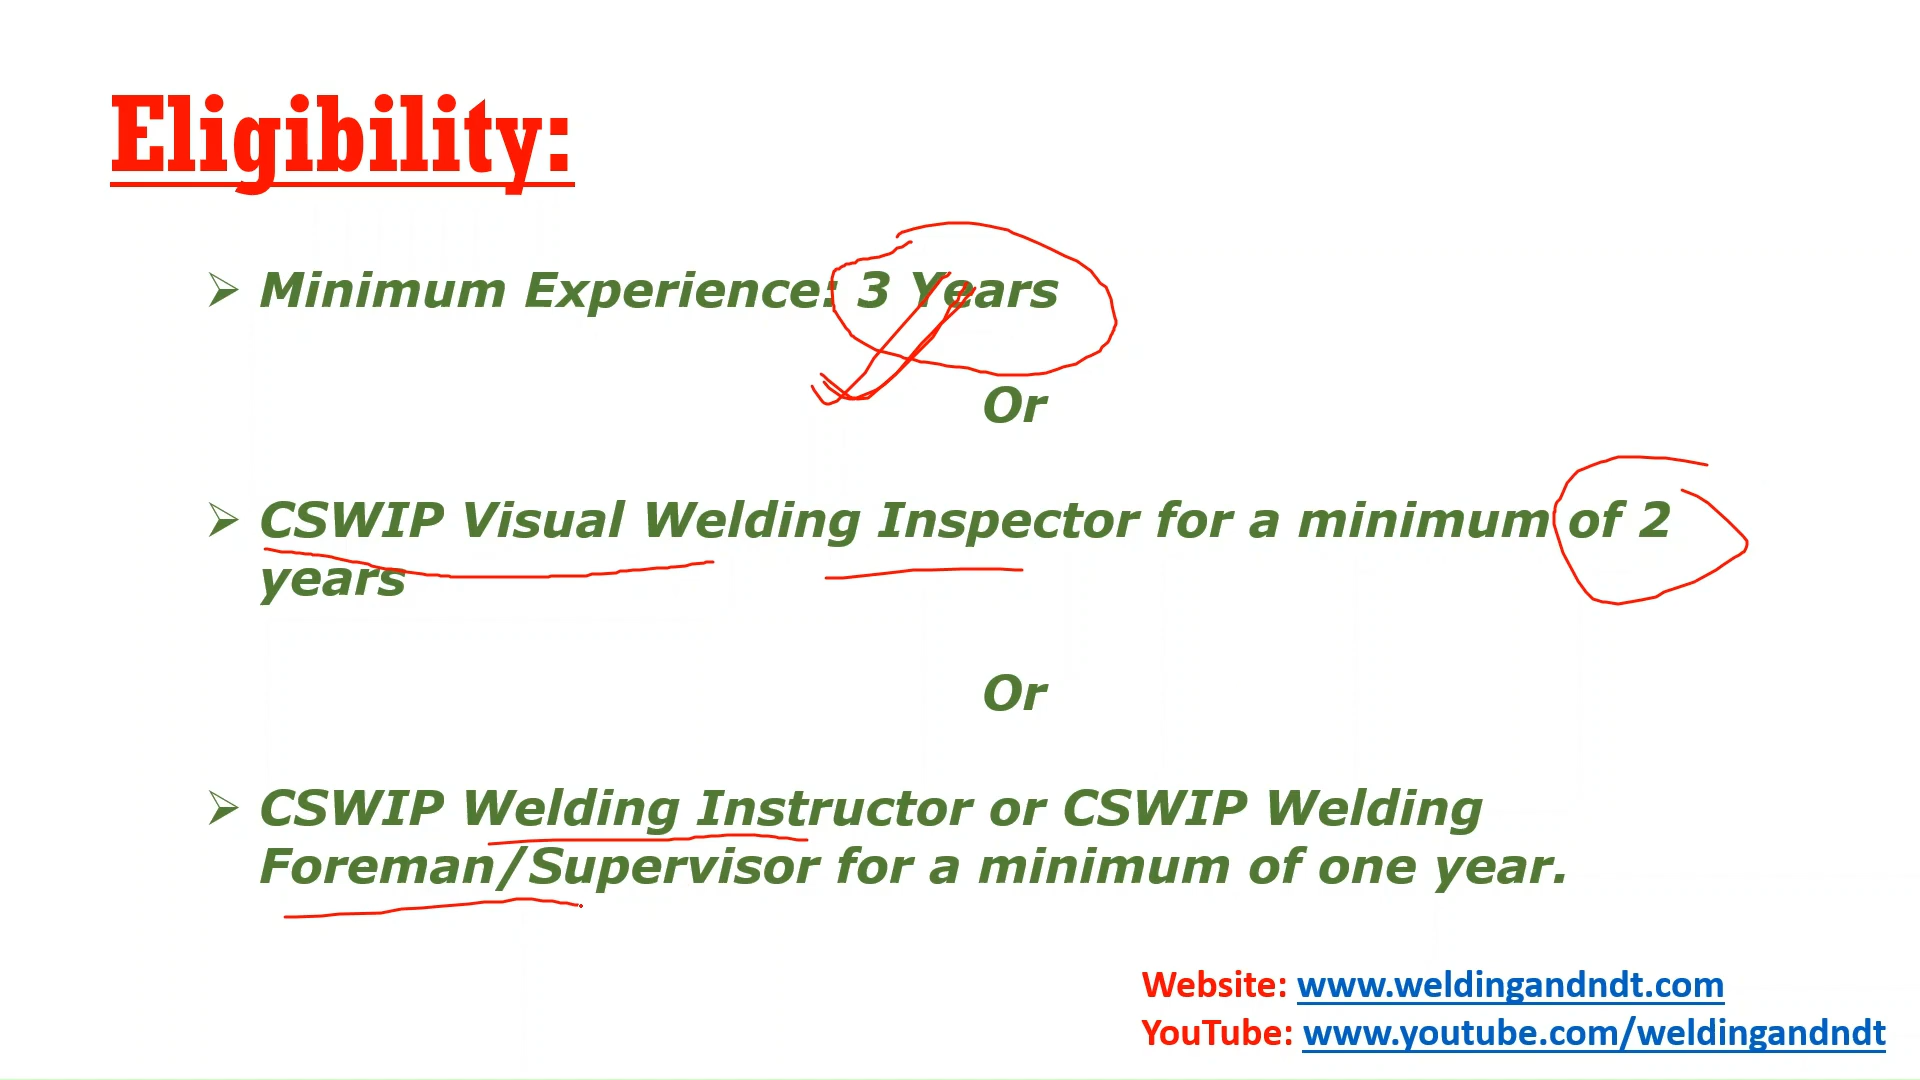 Eligibility:
Minimum Experience: 3 Years
Or
CSWIP Visual Welding Inspector for a minimum of 2
years
Or
CSWIP Welding Instructor or CSWIP Welding
Foreman/Supervisor for a minimum of one year.
Website: www.weldingandndt.com
YouTube: www.youtube.com/weldingandndt